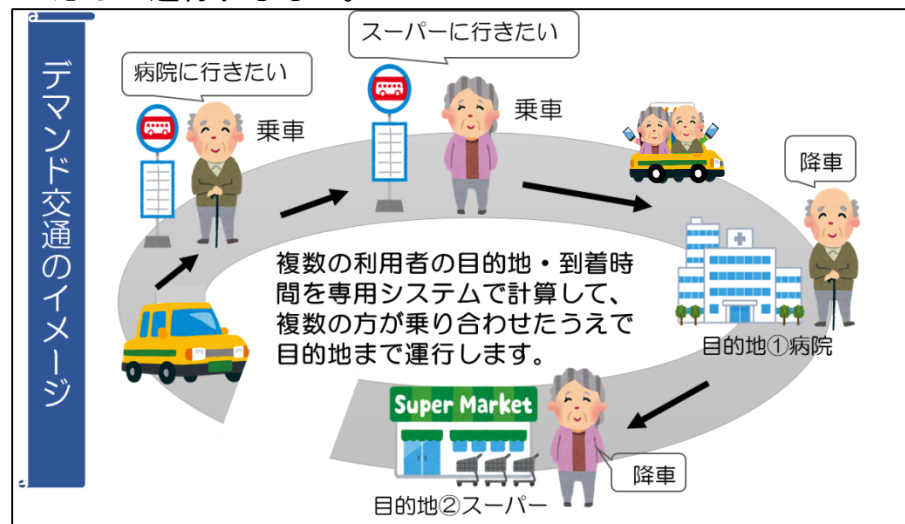 デマンド交通のイメージ
病院に行きたい
乗車
スーパーに行きたい
乗車
降車
複数の利用者の目的地・到着時
間を専用システムで計算して、
複数の方が乗り合わせたうえで
目的地まで運行します。
目的地①病院
Super Market
降車
目的地②スーパー